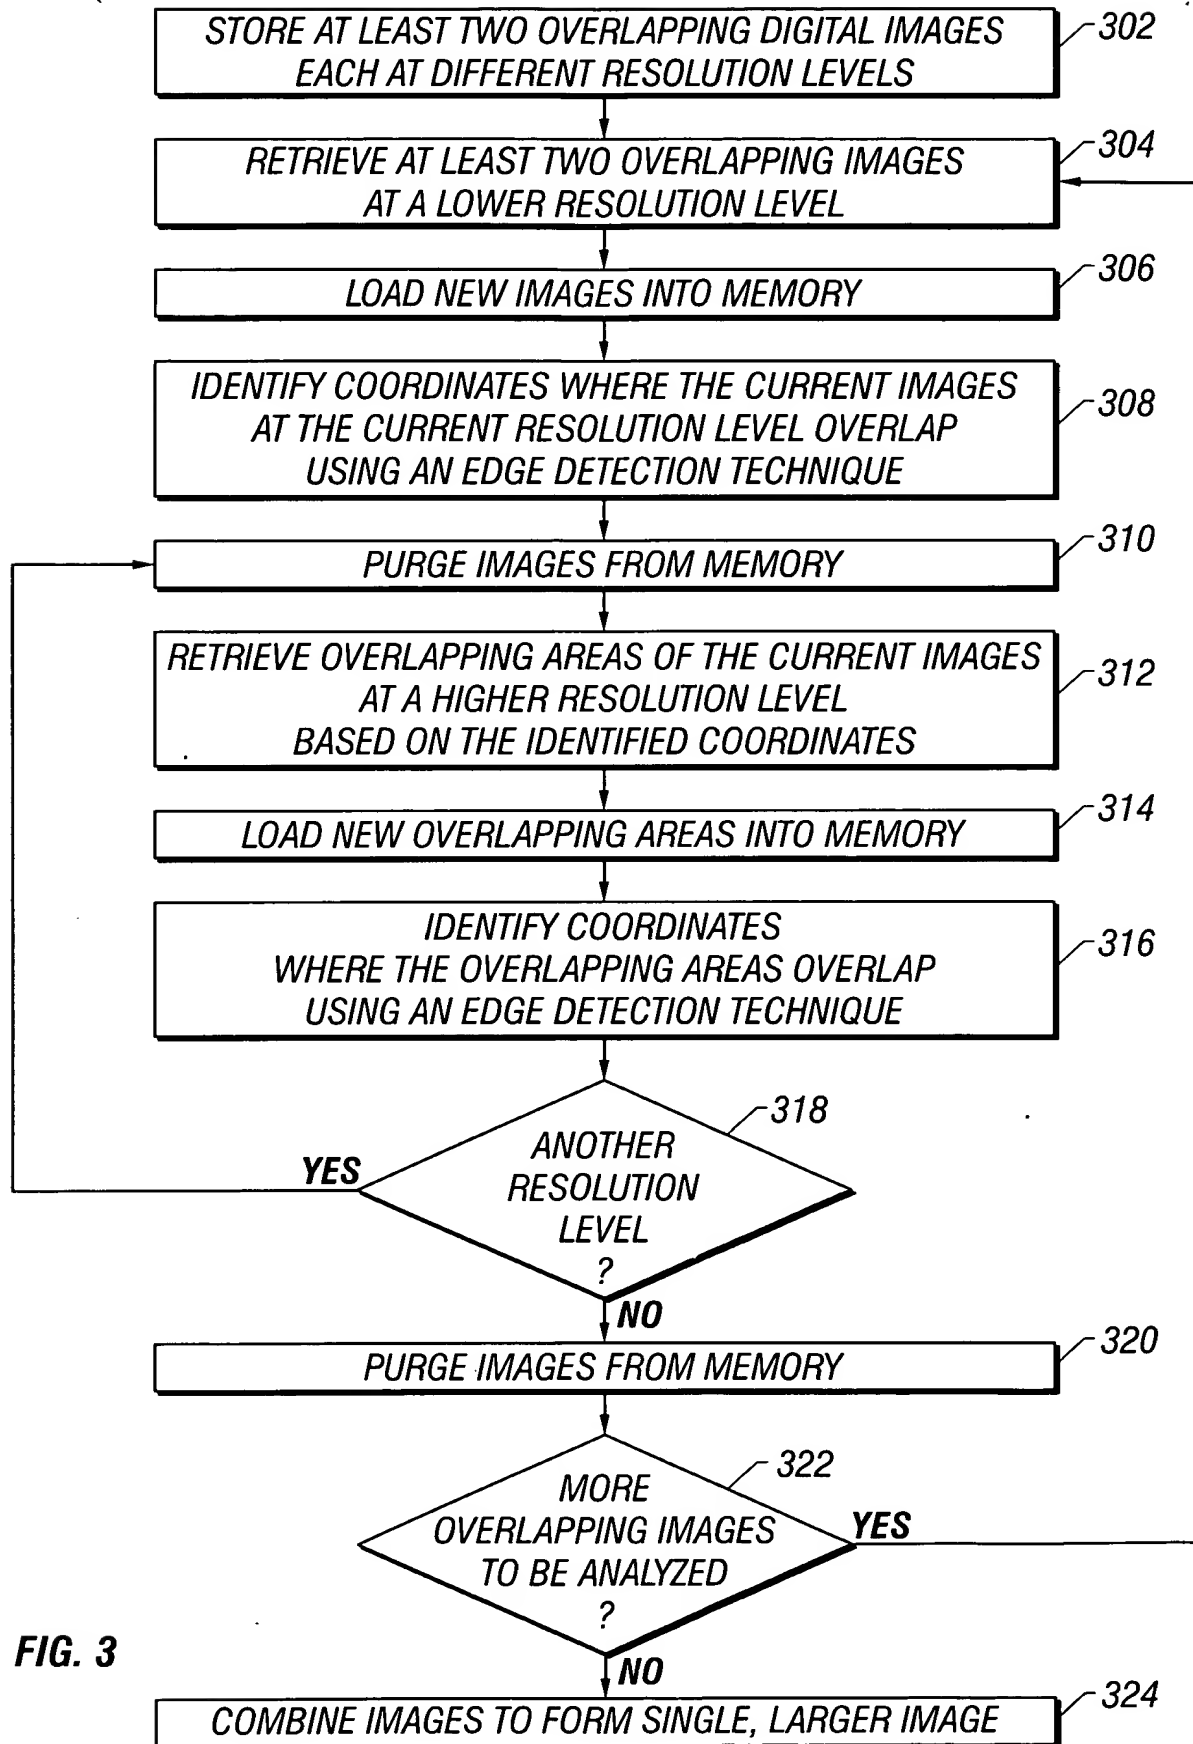 STORE AT LEAST TWO OVERLAPPING DIGITAL IMAGES
EACH AT DIFFERENT RESOLUTION LEVELS
302
RETRIEVE AT LEAST TWO OVERLAPPING IMAGES
AT A LOWER RESOLUTION LEVEL
304
LOAD NEW IMAGES INTO MEMORY
306
IDENTIFY COORDINATES WHERE THE CURRENT IMAGES
AT THE CURRENT RESOLUTION LEVEL OVERLAP
USING AN EDGE DETECTION TECHNIQUE
308
PURGE IMAGES FROM MEMORY
310
RETRIEVE OVERLAPPING AREAS OF THE CURRENT IMAGES
AT A HIGHER RESOLUTION LEVEL
BASED ON THE IDENTIFIED COORDINATES
312
LOAD NEW OVERLAPPING AREAS INTO MEMORY
314
IDENTIFY COORDINATES
WHERE THE OVERLAPPING AREAS OVERLAP
USING AN EDGE DETECTION TECHNIQUE
316
ANOTHER
RESOLUTION
LEVEL
?
318
YES
NO
PURGE IMAGES FROM MEMORY
320
MORE
OVERLAPPING IMAGES
TO BE ANALYZED
?
322
YES
NO
FIG. 3
COMBINE IMAGES TO FORM SINGLE, LARGER IMAGE
324